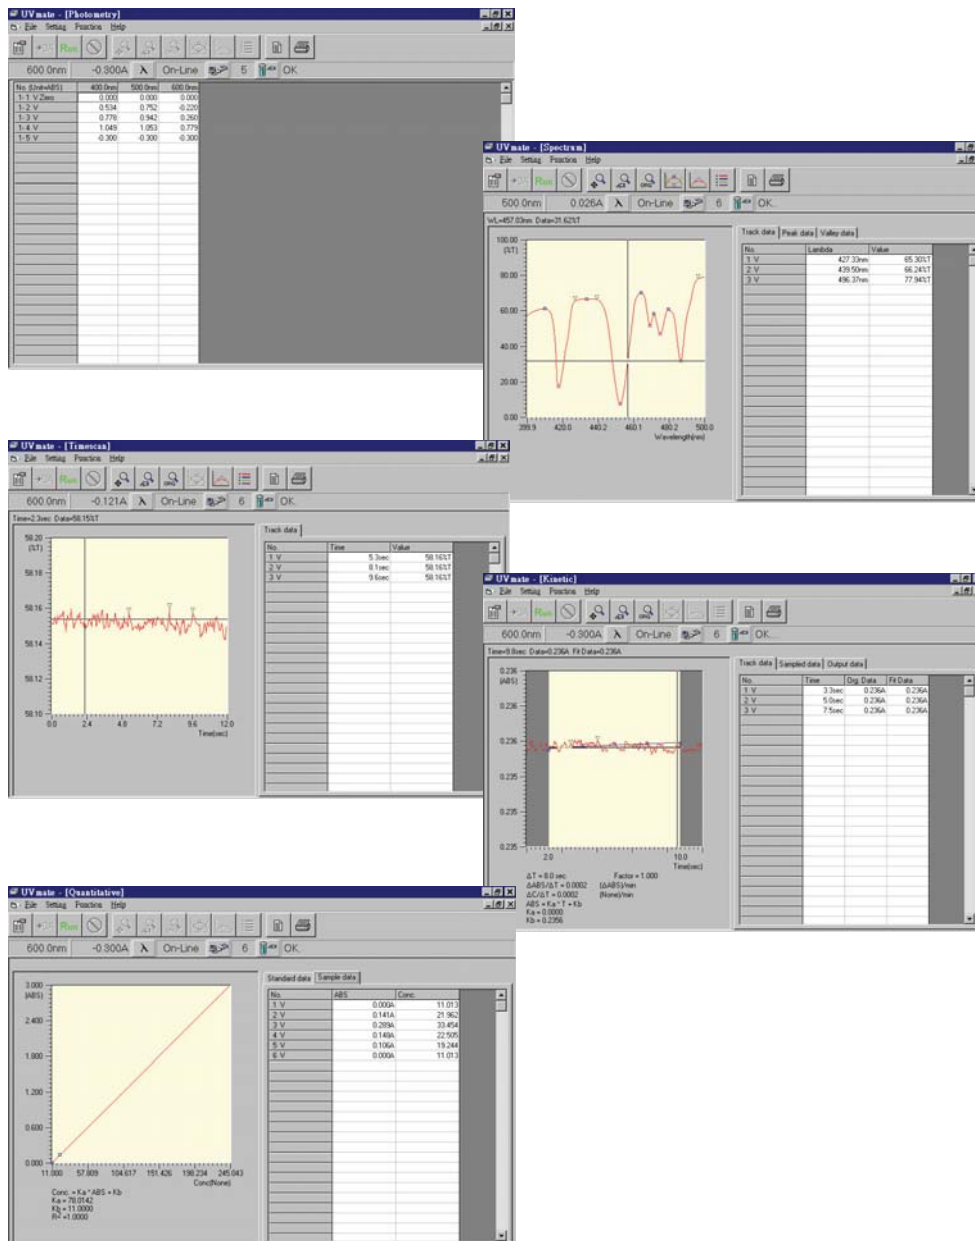 UVmate - [Photometry]
File Setting Function Help
Run
600.0nm -0.300A λ On-Line 5 OK
No. (Unit=ABS) 400.0nm 500.0nm 600.0nm
1-1 V Zero 0.000 0.000 0.000
1-2 V 0.534 0.752 -0.220
1-3 V 0.778 0.942 0.260
1-4 V 1.049 1.053 0.779
1-5 V -0.300 -0.300 -0.300
UVmate - [Spectrum]
File Setting Function Help
Run
500.0nm 0.026A λ On-Line 6 OK.
WL=457.03nm Data=31.62%T
Track data Peak data Valley data
No. Lambda Value
1 V 427.33nm 65.30%T
2 V 439.50nm 66.24%T
3 V 496.37nm 77.94%T
100.00
(%T)
80.00
60.00
40.00
20.00
0.00
399.9 420.0 440.2 460.1 480.2 500.0
Wavelength(nm)
UVmate - [Timescan]
File Setting Function Help
Run
600.0nm -0.121A λ On-Line 6 OK.
Time=2.3sec Data=58.15%T
Track data
No. Time Value
1 V 5.3sec 58.16%T
2 V 8.1sec 58.16%T
3 V 9.6sec 58.16%T
58.20
(%T)
58.18
58.16
58.14
58.12
58.10
0.0 2.4 4.8 7.2 9.6 12.0
Time(sec)
UVmate - [Kinetic]
File Setting Function Help
Run
600.0nm -0.300A λ On-Line 6 OK...
Time=9.8sec Data=0.236A Fit Data=0.236A
Track data Sampled data Output data
No. Time Org. Data Fit Data
1 V 3.3sec 0.236A 0.236A
2 V 5.0sec 0.236A 0.236A
3 V 7.5sec 0.236A 0.236A
0.236
(ABS)
0.236
0.236
0.235
0.235
0.235
2.0 10.0
Time(sec)
ΔT = 8.0 sec Factor = 1.000
ΔABS/ΔT = 0.0002 (ΔABS)/min
ΔC/ΔT = 0.0002 (None)/min
ABS = Ka * T + Kb
Ka = 0.0000
Kb = 0.2356
UVmate - [Quantitative]
File Setting Function Help
Run
600.0nm -0.300A λ On-Line 6 OK.
Standard data Sample data
No. ABS Conc.
1 V 0.000A 11.013
2 V 0.141A 21.962
3 V 0.289A 33.454
4 V 0.148A 22.505
5 V 0.106A 19.244
6 V 0.000A 11.013
3.000
(ABS)
2.400
1.800
1.200
0.600
0.000
11.000 57.809 104.617 151.426 198.234 245.043
Conc(None)
Conc. = Ka * ABS + Kb
Ka = 78.0142
Kb = 11.0000
R² =1.0000